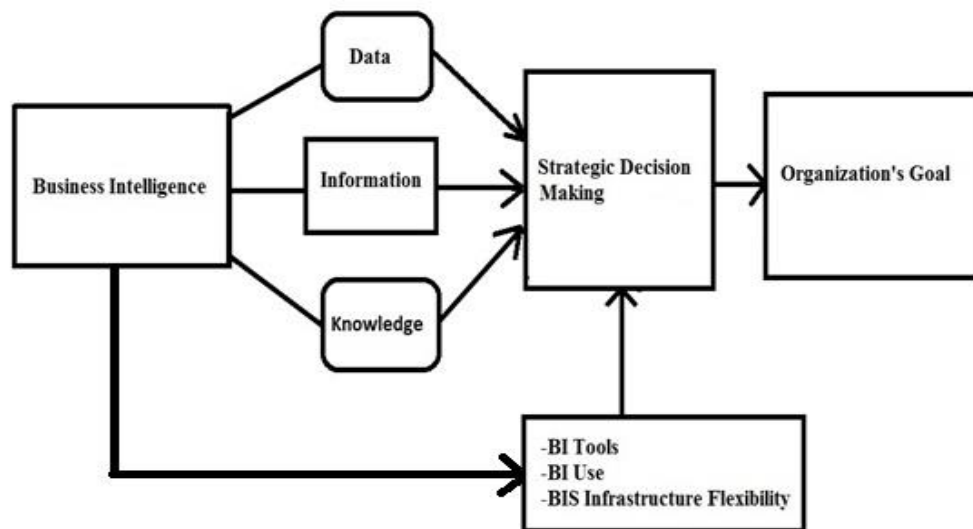 Data
Business Intelligence
Information
Knowledge
Strategic Decision
Making
Organization's Goal
-BI Tools
-BI Use
-BIS Infrastructure Flexibility